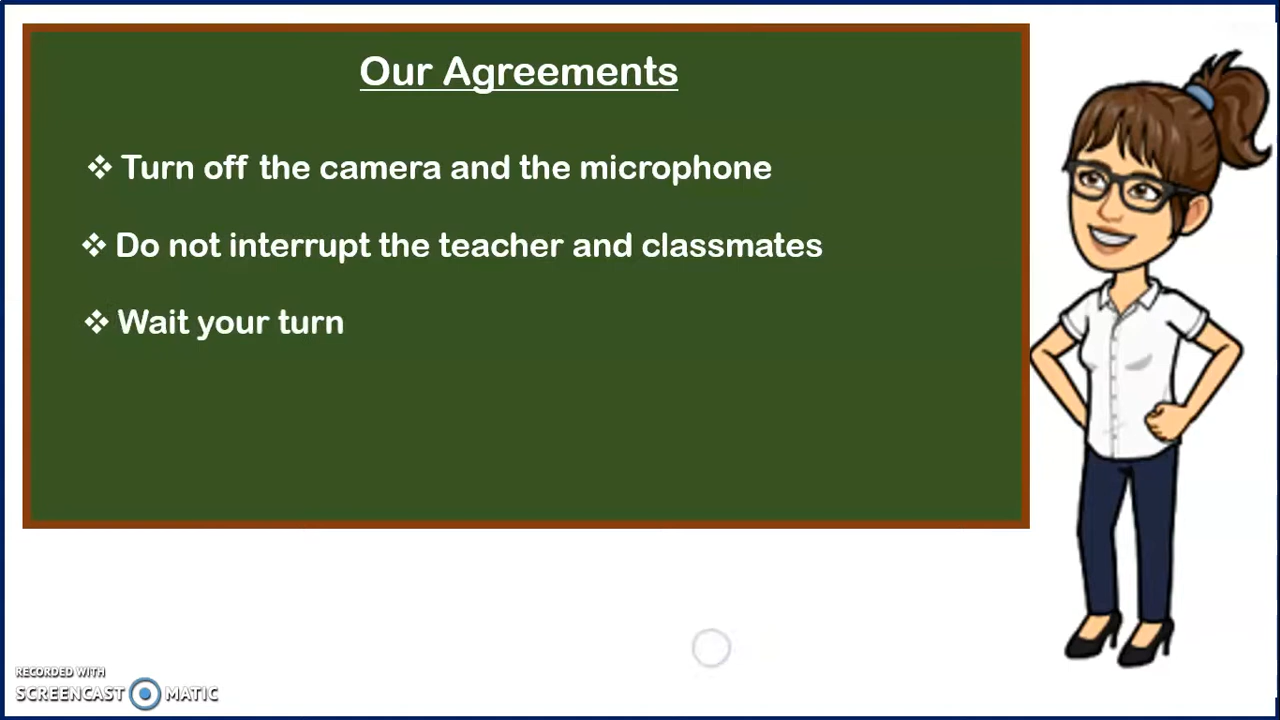 Our Agreements
❖ Turn off the camera and the microphone
❖ Do not interrupt the teacher and classmates
❖ Wait your turn
RECORDED WITH
SCREENCAST MATIC